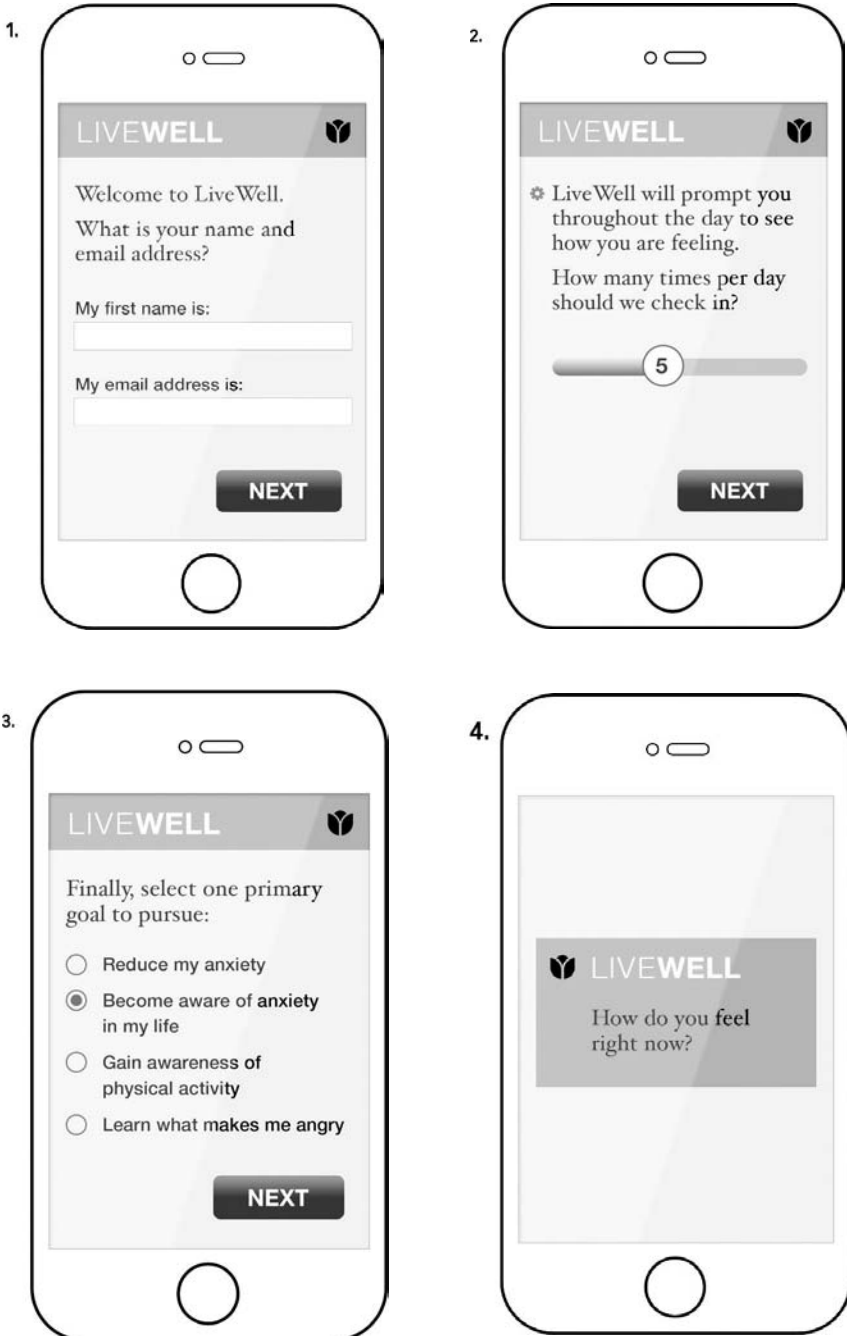 1.
LIVEWELL
Welcome to LiveWell.
What is your name and
email address?
My first name is:
My email address is:
NEXT
2.
LIVEWELL
LiveWell will prompt you
throughout the day to see
how you are feeling.
How many times per day
should we check in?
5
NEXT
3.
LIVEWELL
Finally, select one primary
goal to pursue:
Reduce my anxiety
Become aware of anxiety
in my life
Gain awareness of
physical activity
Learn what makes me angry
NEXT
4.
LIVEWELL
How do you feel
right now?